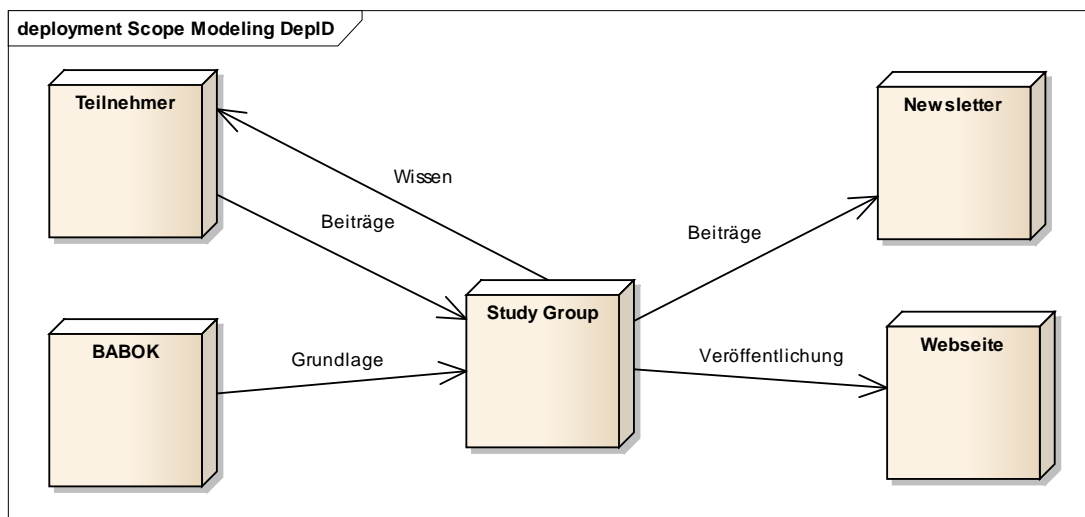 deployment Scope Modeling DepID
Teilnehmer
Newsletter
Wissen
Beiträge
Beiträge
Study Group
BABOK
Grundlage
Veröffentlichung
Webseite